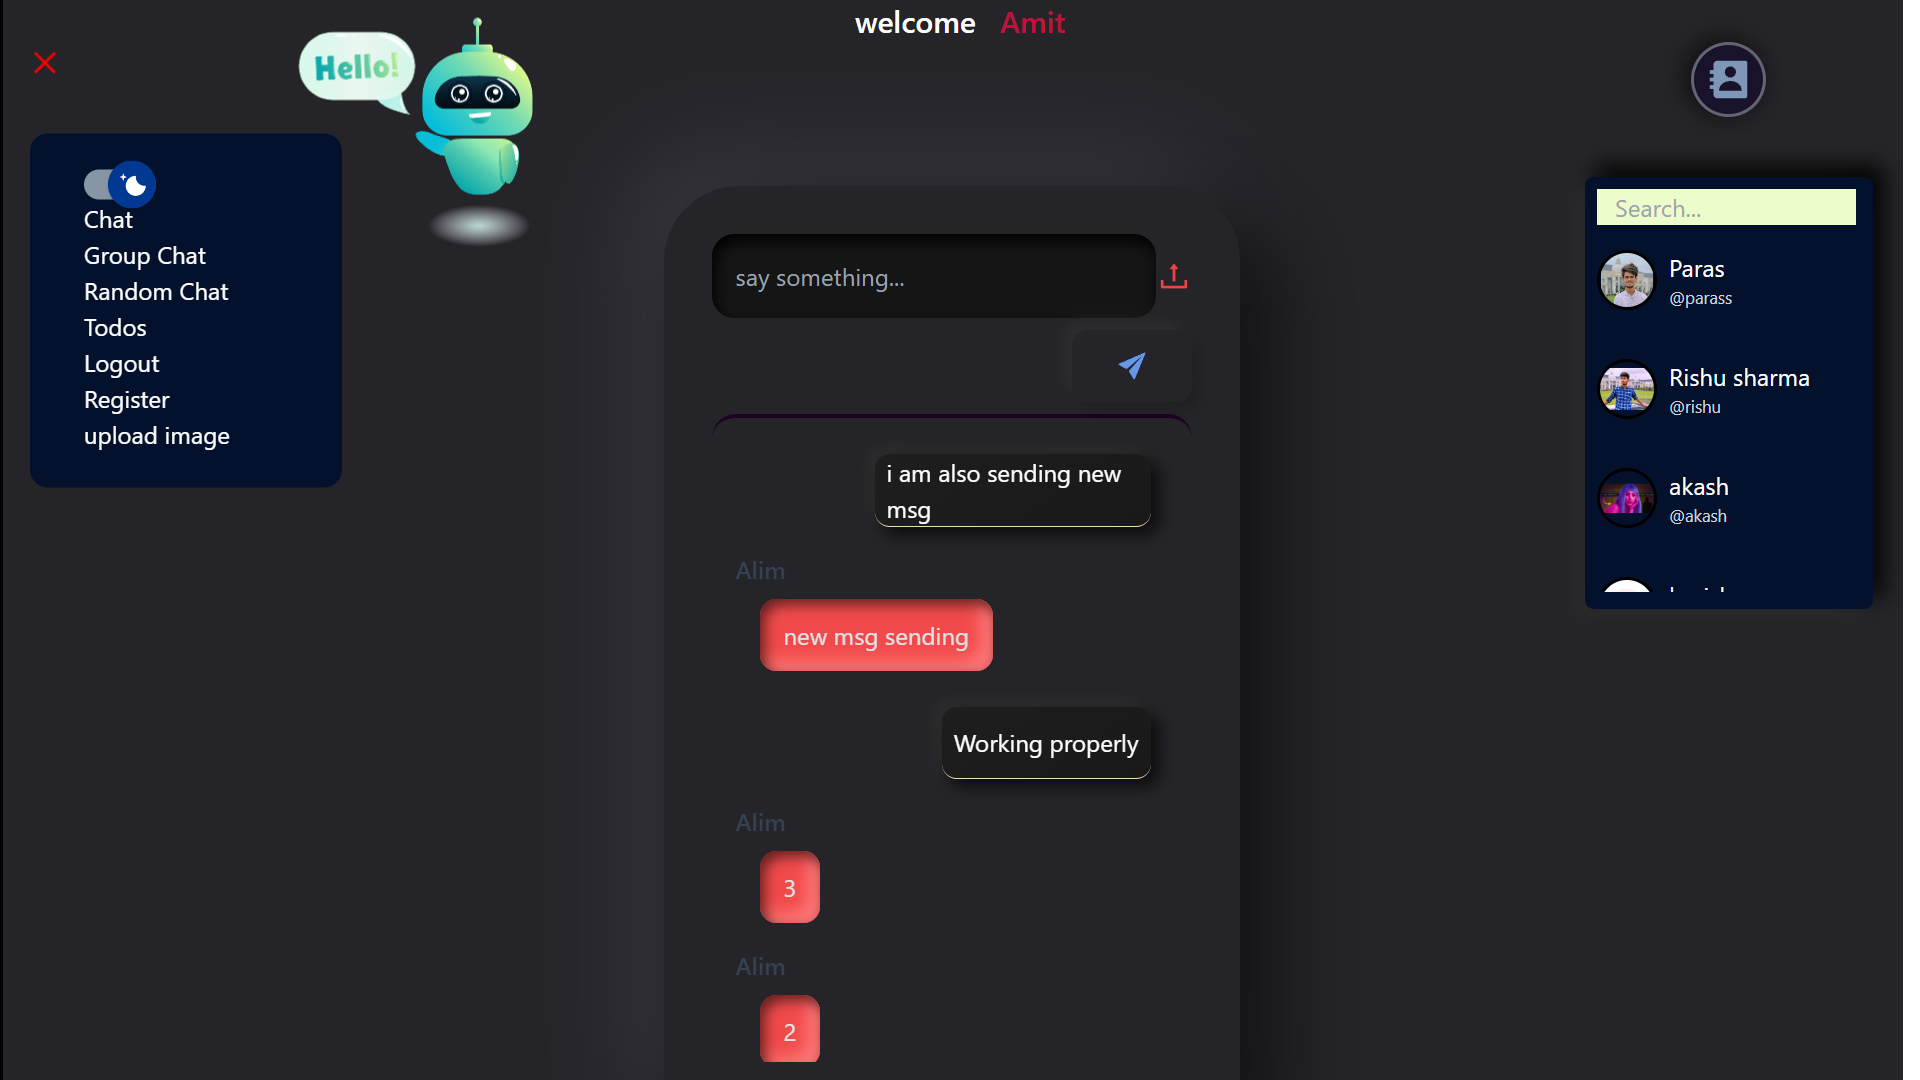 welcome Amit
Hello!
Chat
Group Chat
Random Chat
Todos
Logout
Register
upload image
say something...
i am also sending new
msg
Alim
new msg sending
Working properly
Alim
3
Alim
2
Search...
Paras
@parass
Rishu sharma
@rishu
akash
@akash